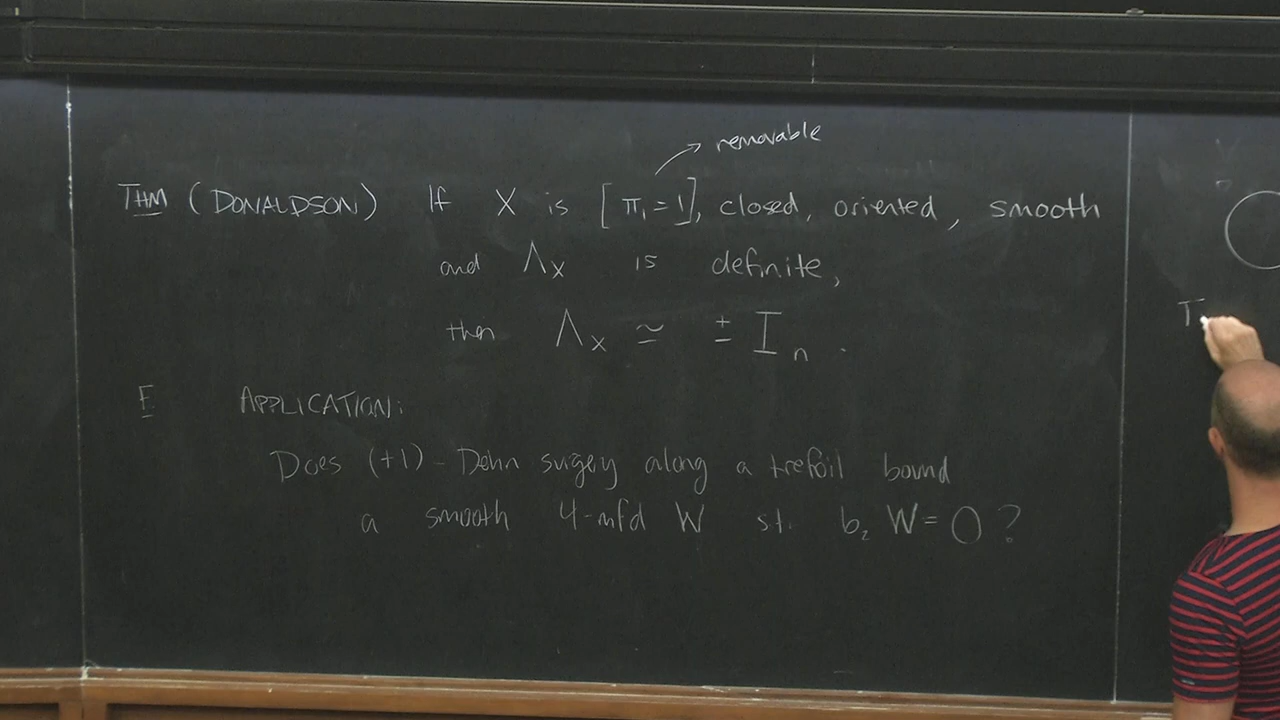 removable
THM (DONALDSON) If X is [π₁ = 1], closed, oriented, smooth
and Λ_X is definite,
then Λ_X ≃ ± I_n.
E APPLICATION:
Does (+1) - Dehn surgery along a trefoil bound
a smooth 4-mfd W st. b₂ W = 0 ?
T